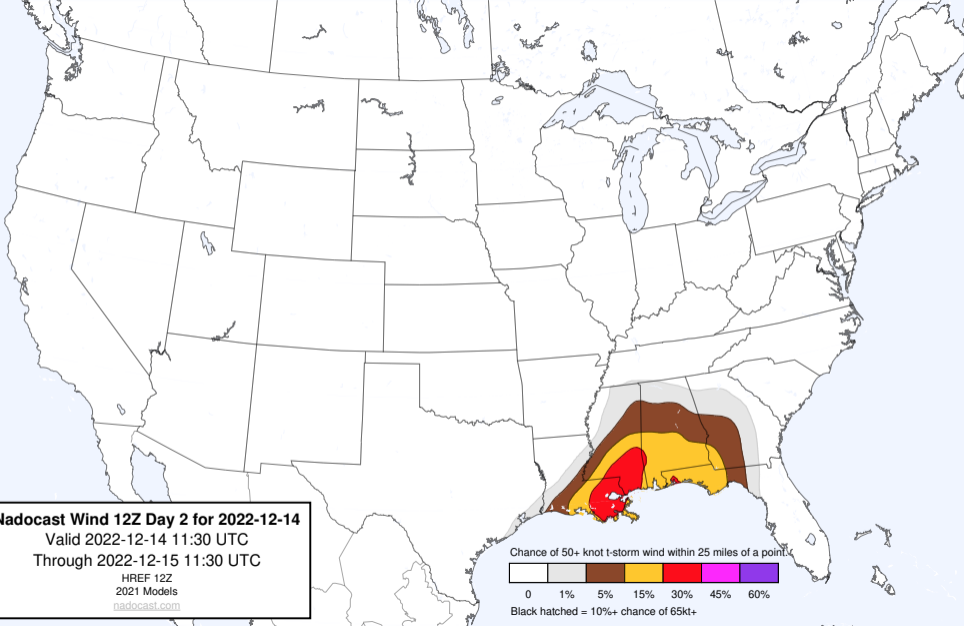 Nadocast Wind 12Z Day 2 for 2022-12-14
Valid 2022-12-14 11:30 UTC
Through 2022-12-15 11:30 UTC
HREF 12Z
2021 Models
nadocast.com
Chance of 50+ knot t-storm wind within 25 miles of a point.
0 1% 5% 15% 30% 45% 60%
Black hatched = 10%+ chance of 65kt+